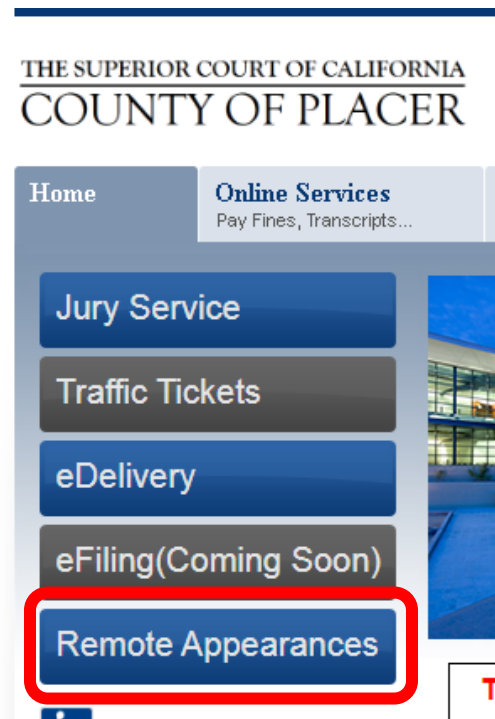 THE SUPERIOR COURT OF CALIFORNIA
COUNTY OF PLACER
Home
Online Services
Pay Fines, Transcripts...
Jury Service
Traffic Tickets
eDelivery
eFiling(Coming Soon)
Remote Appearances
T